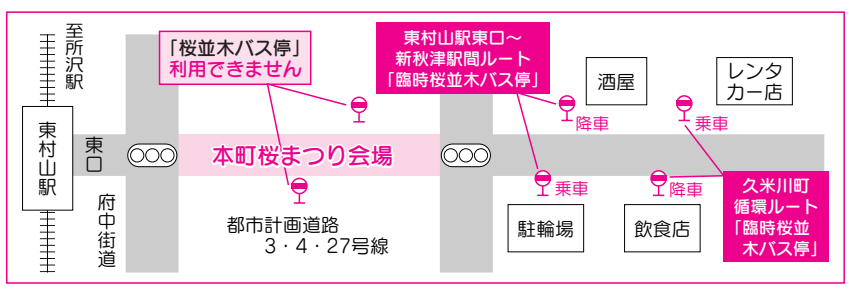 至所沢駅
東村山駅
東口
府中街道
「桜並木バス停」
利用できません
本町桜まつり会場
都市計画道路
3・4・27号線
東村山駅東口～
新秋津駅間ルート
「臨時桜並木バス停」
降車
乗車
酒屋
レンタ
カー店
乗車
降車
駐輪場
飲食店
久米川町
循環ルート
「臨時桜並
木バス停」